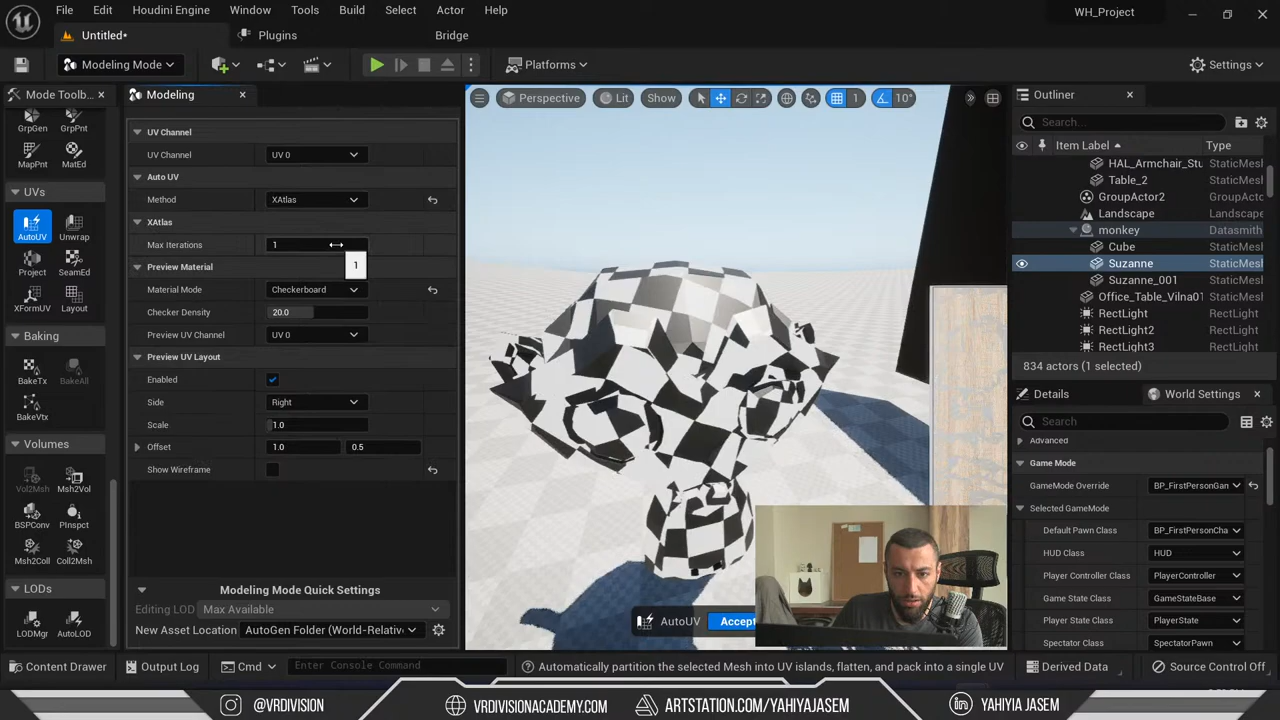 File Edit Houdini Engine Window Tools Build Select Actor Help
WH_Project
Untitled* Plugins Bridge
Modeling Mode Platforms Settings
Mode Toolb... Modeling
Perspective Lit Show 1 10°
Outliner
Search...
Item Label Type
HAL_Armchair_Stu StaticMesh
Table_2 StaticMesh
GroupActor2 GroupActor
Landscape Landscape
monkey Datasmith
Cube StaticMesh
Suzanne StaticMesh
Suzanne_001 StaticMesh
Office_Table_Vilna01 StaticMesh
RectLight RectLight
RectLight2 RectLight
RectLight3 RectLight
834 actors (1 selected)
Details World Settings
Search
Advanced
Game Mode
GameMode Override BP_FirstPersonGan
Selected GameMode
Default Pawn Class BP_FirstPersonCha
HUD Class HUD
Player Controller Class PlayerController
Game State Class GameStateBase
Player State Class PlayerState
Spectator Class SpectatorPawn
GrpGen GrpPnt
MapPnt MatEd
UVs
AutoUV Unwrap
Project SeamEd
XFormUV Layout
Baking
BakeTx BakeAll
BakeVtx
Volumes
Vol2Msh Msh2Vol
BSPConv PInspct
Msh2Coll Coll2Msh
LODs
LODMgr AutoLOD
UV Channel
UV Channel UV 0
Auto UV
Method XAtlas
XAtlas
Max Iterations 1
1
Preview Material
Material Mode Checkerboard
Checker Density 20.0
Preview UV Channel UV 0
Preview UV Layout
Enabled
Side Right
Scale 1.0
Offset 1.0 0.5
Show Wireframe
Modeling Mode Quick Settings
Editing LOD Max Available
New Asset Location AutoGen Folder (World-Relativ
AutoUV Accept
Content Drawer Output Log Cmd Enter Console Command
Automatically partition the selected Mesh into UV islands, flatten, and pack into a single UV
Derived Data Source Control Off
@VRDIVISION VRDIVISIONACADEMY.COM ARTSTATION.COM/YAHIYAJASEM YAHIYIA JASEM